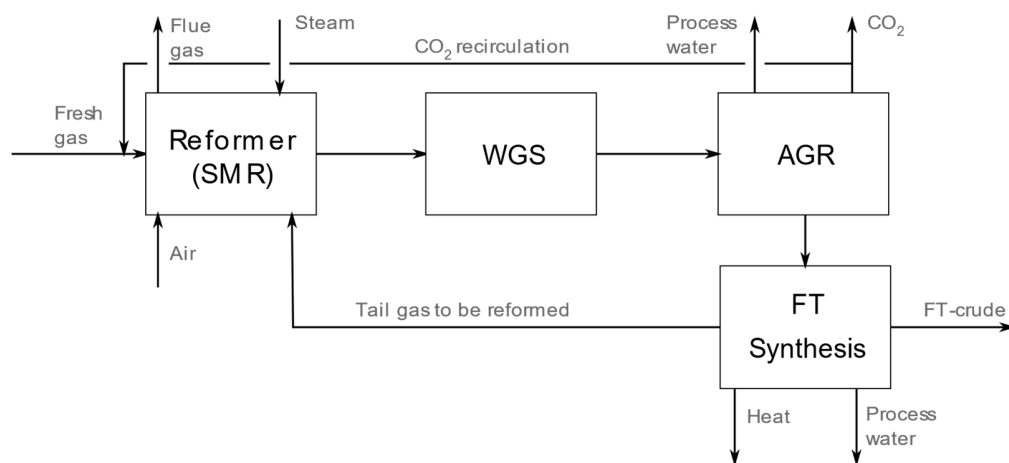 Flue
gas
Steam
CO₂ recirculation
Process
water
CO₂
Fresh
gas
Reformer
(SMR)
WGS
AGR
Air
Tail gas to be reformed
FT
Synthesis
FT-crude
Heat
Process
water